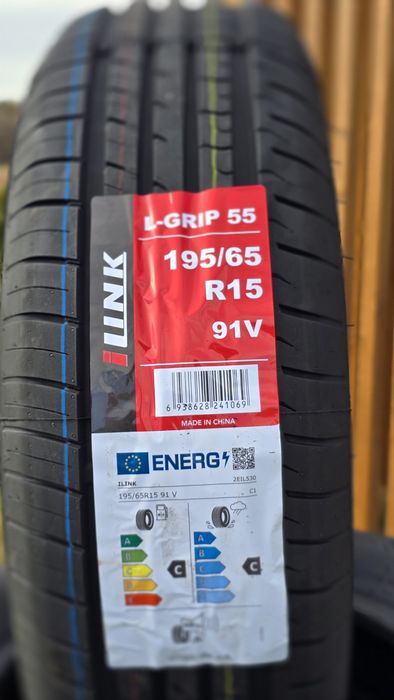 L-GRIP 55
195/65
R15
91V
iLINK
6 938628 241069
MADE IN CHINA
ENERG
ILINK
2EIL530
195/65R15 91 V
C1
A
B
C
D
E
C
A
B
C
D
E
C